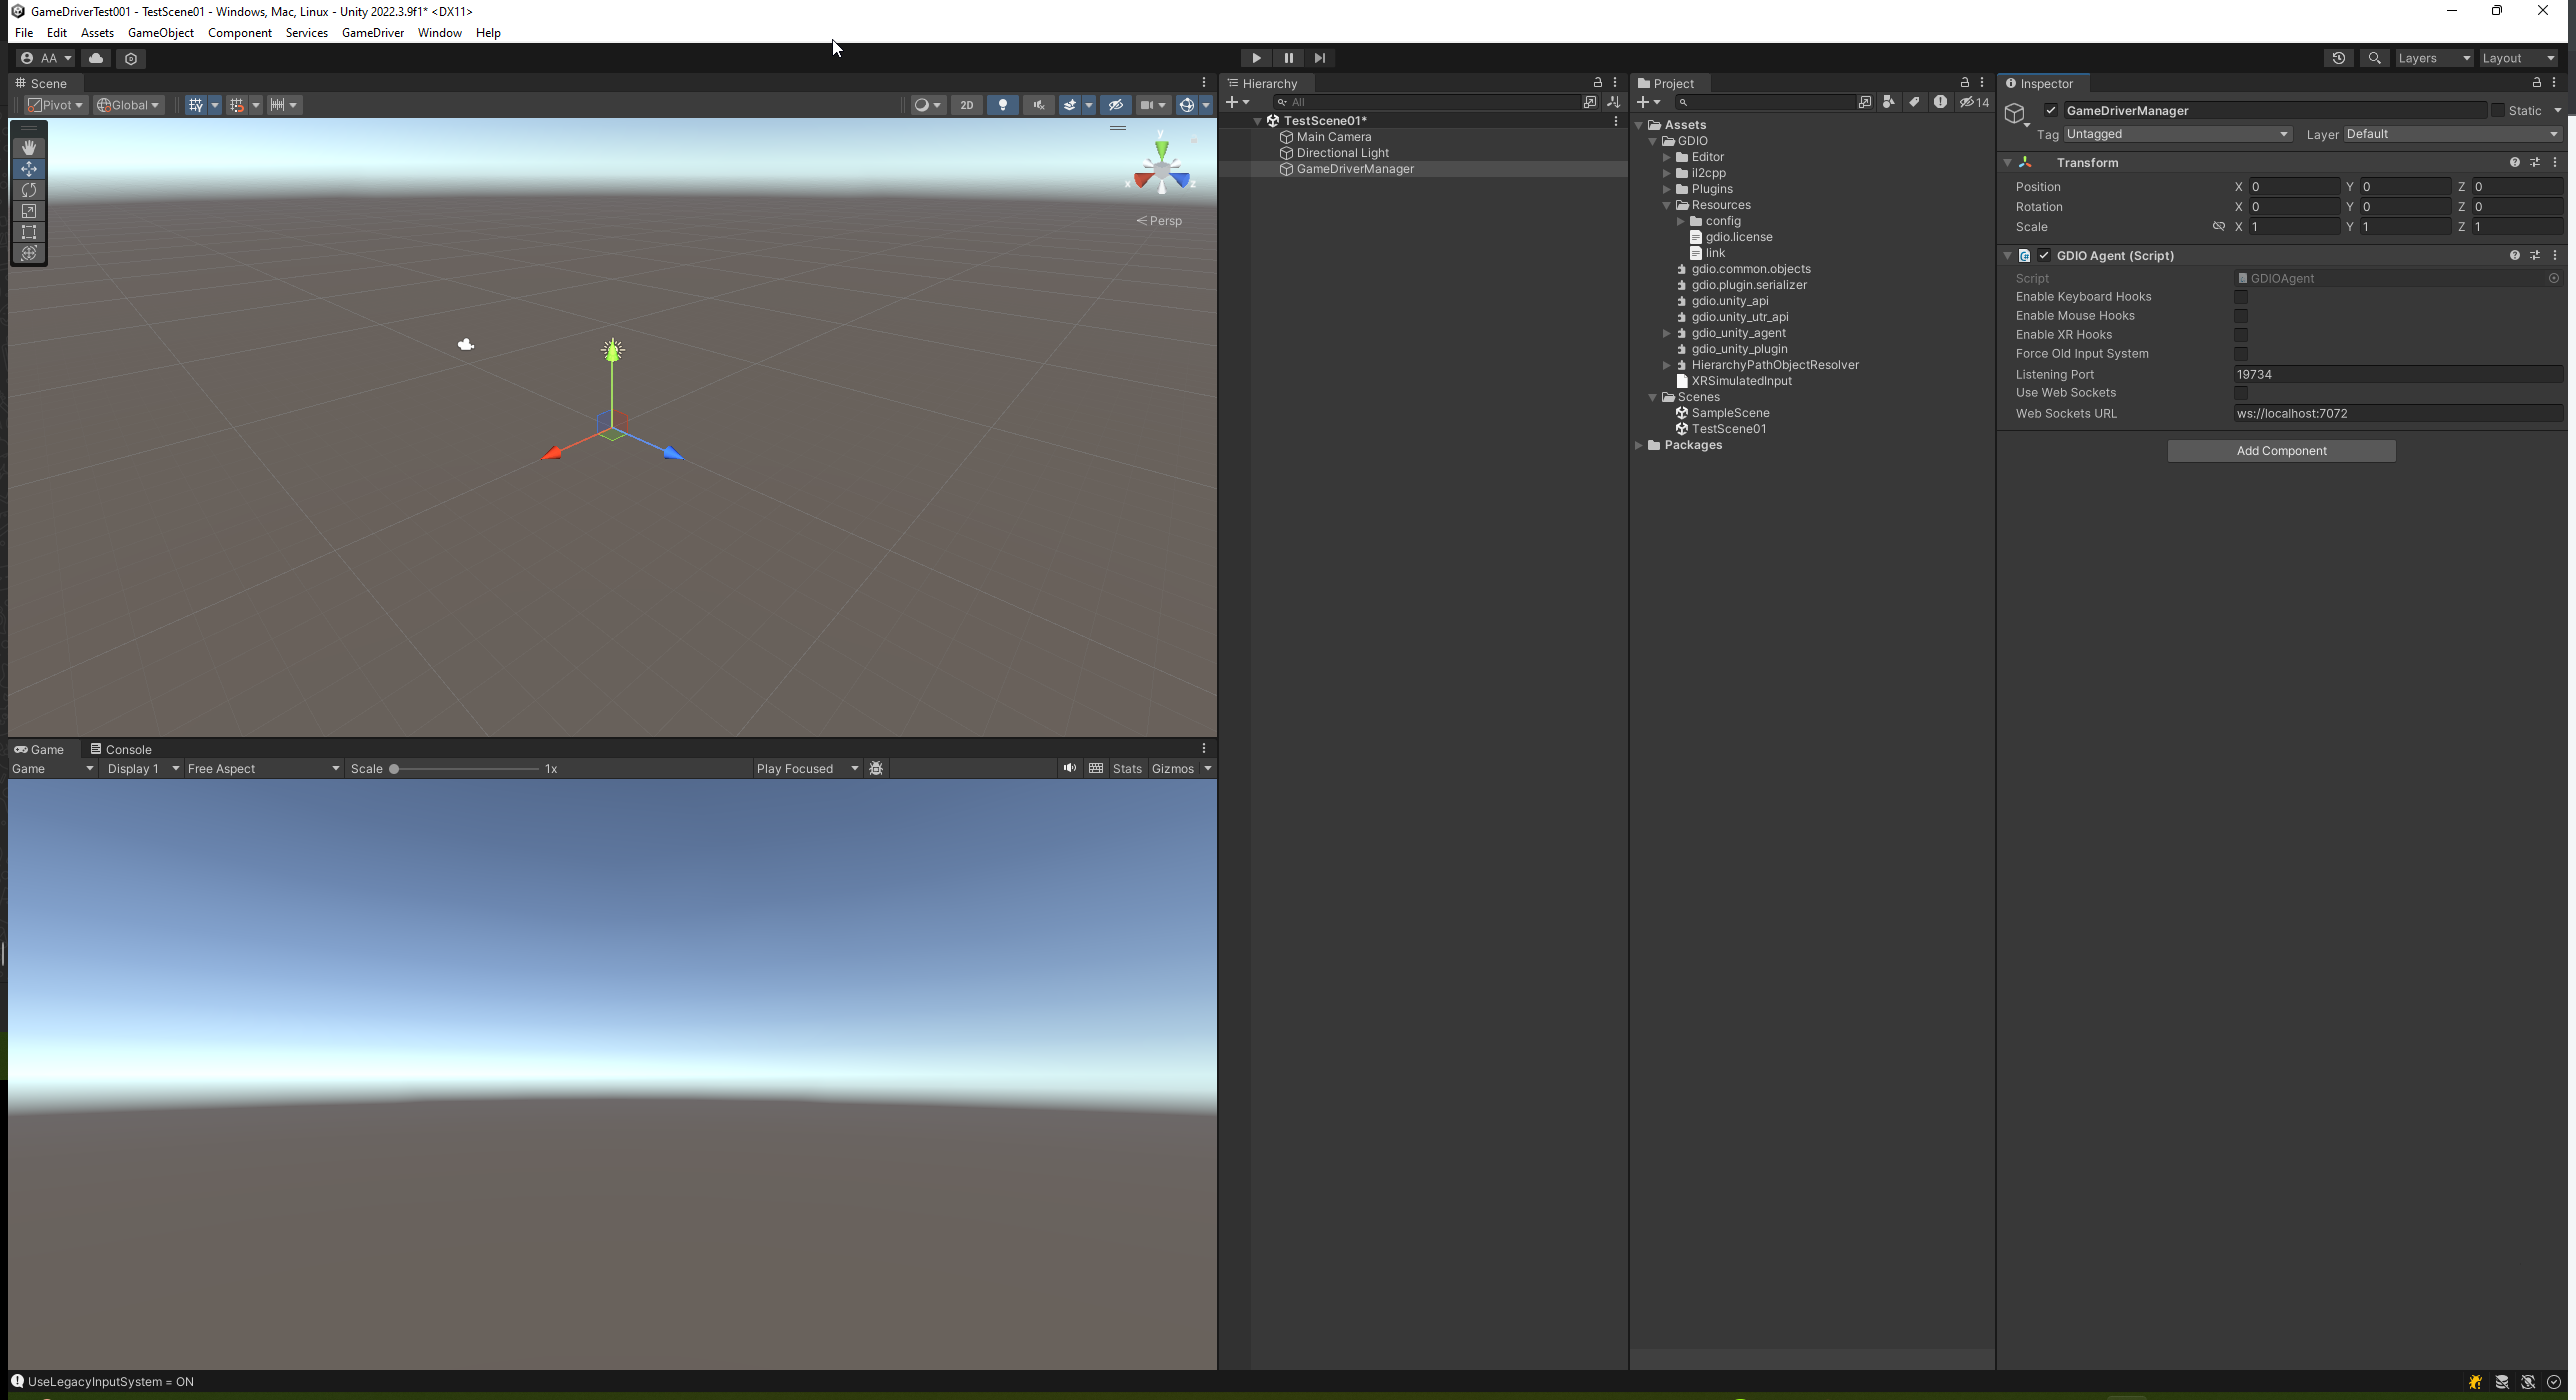 GameDriverTest001 - TestScene01 - Windows, Mac, Linux - Unity 2022.3.9f1* <DX11>
File Edit Assets GameObject Component Services GameDriver Window Help
AA
Layers Layout
Scene
Pivot Global 2D
y
x z
Persp
Hierarchy
All
TestScene01*
Main Camera
Directional Light
GameDriverManager
Project
14
Assets
GDIO
Editor
il2cpp
Plugins
Resources
config
gdio.license
link
gdio.common.objects
gdio.plugin.serializer
gdio.unity_api
gdio.unity_utr_api
gdio_unity_agent
gdio_unity_plugin
HierarchyPathObjectResolver
XRSimulatedInput
Scenes
SampleScene
TestScene01
Packages
Inspector
GameDriverManager Static
Tag Untagged Layer Default
Transform
Position X 0 Y 0 Z 0
Rotation X 0 Y 0 Z 0
Scale X 1 Y 1 Z 1
GDIO Agent (Script)
Script GDIOAgent
Enable Keyboard Hooks
Enable Mouse Hooks
Enable XR Hooks
Force Old Input System
Listening Port 19734
Use Web Sockets
Web Sockets URL ws://localhost:7072
Add Component
Game Console
Game Display 1 Free Aspect Scale 1x Play Focused Stats Gizmos
UseLegacyInputSystem = ON